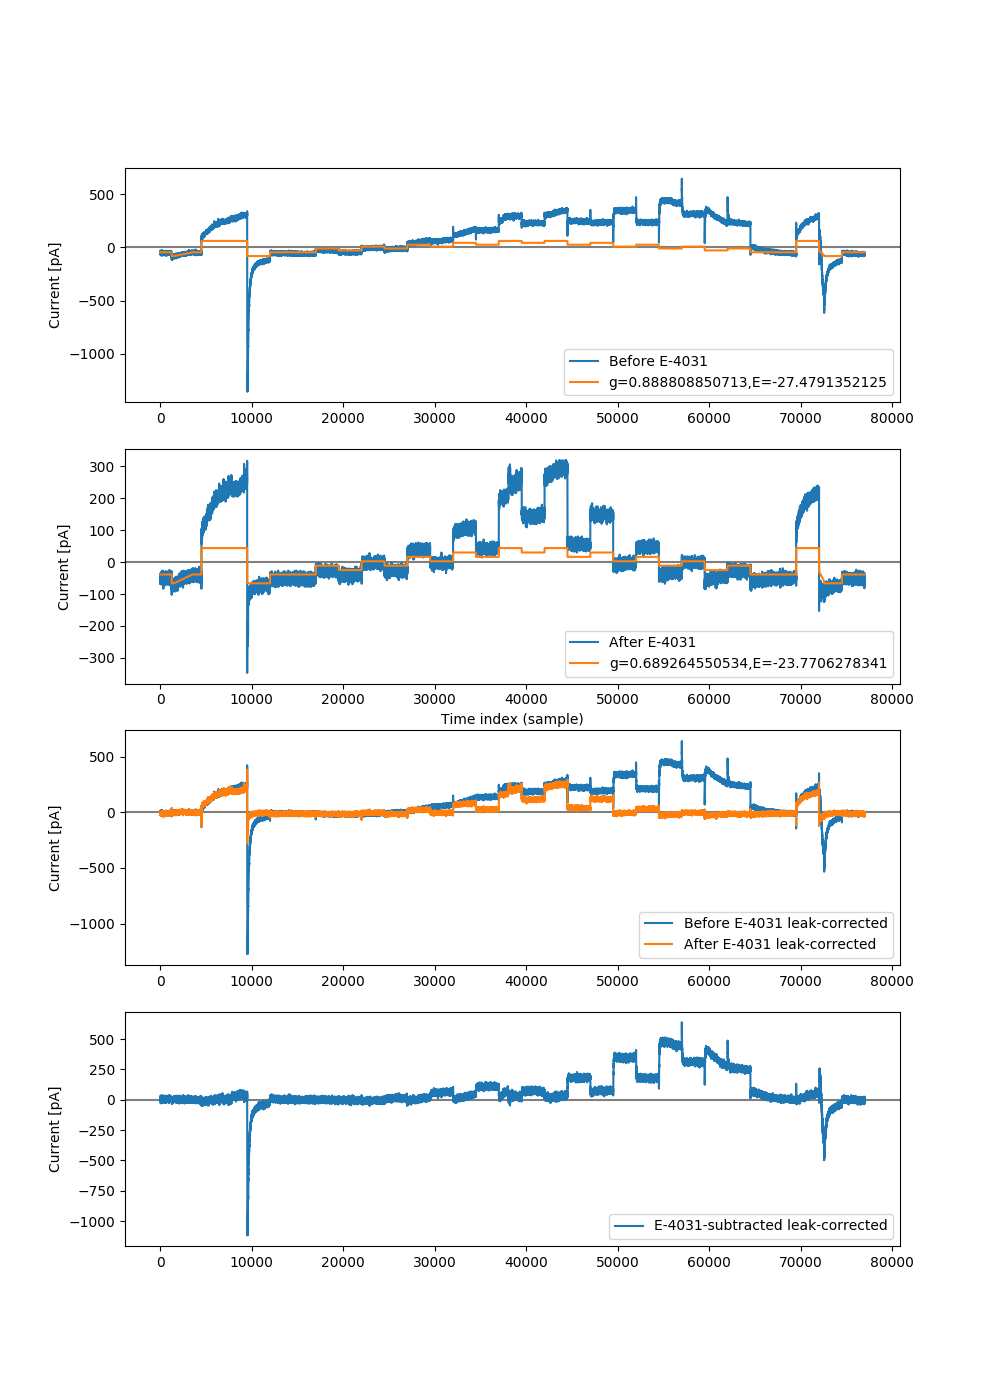 Current [pA]
500
0
−500
−1000
0 10000 20000 30000 40000 50000 60000 70000 80000
Before E-4031
g=0.888808850713,E=-27.4791352125
Current [pA]
300
200
100
0
−100
−200
−300
0 10000 20000 30000 40000 50000 60000 70000 80000
After E-4031
g=0.689264550534,E=-23.7706278341
Time index (sample)
Current [pA]
500
0
−500
−1000
0 10000 20000 30000 40000 50000 60000 70000 80000
Before E-4031 leak-corrected
After E-4031 leak-corrected
Current [pA]
500
250
0
−250
−500
−750
−1000
0 10000 20000 30000 40000 50000 60000 70000 80000
E-4031-subtracted leak-corrected